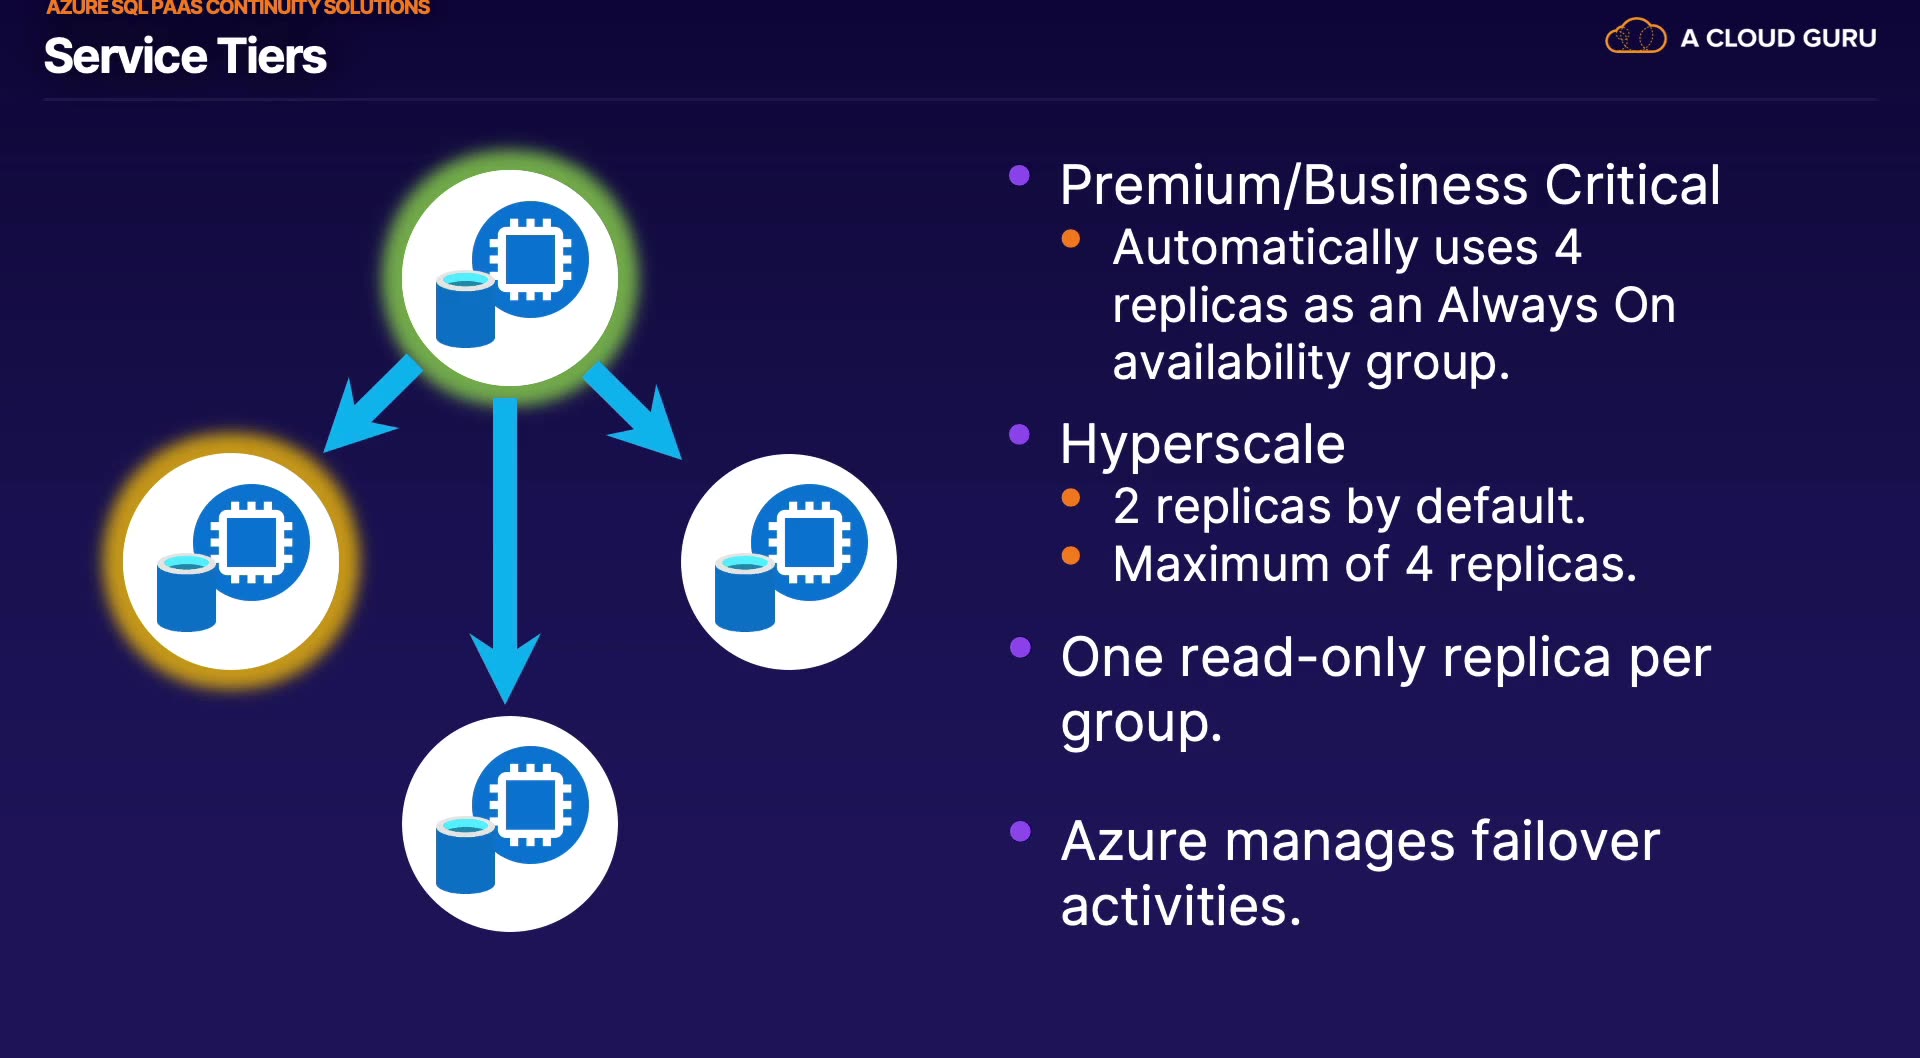 AZURE SQL PAAS CONTINUITY SOLUTIONS
Service Tiers
A CLOUD GURU
Premium/Business Critical
Automatically uses 4
replicas as an Always On
availability group.
Hyperscale
2 replicas by default.
Maximum of 4 replicas.
One read-only replica per
group.
Azure manages failover
activities.